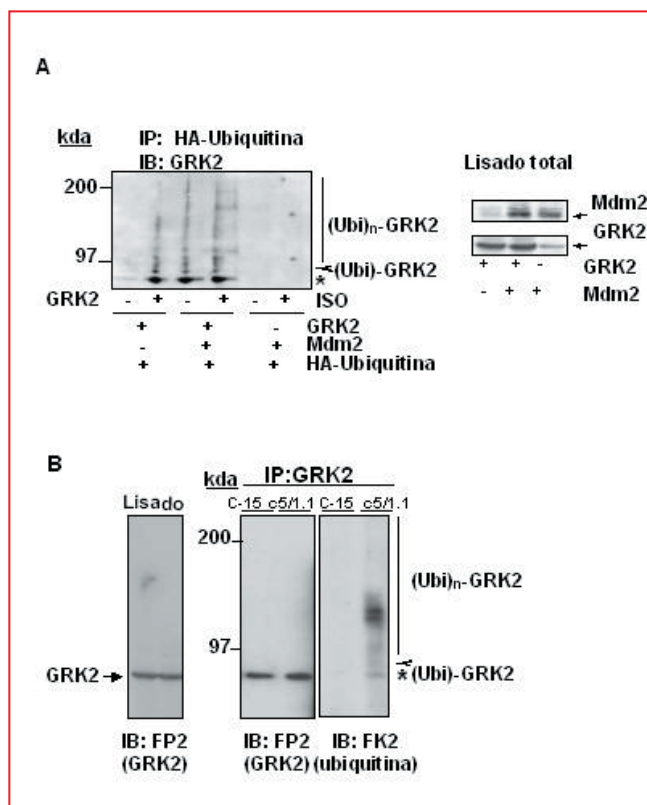 A
kda IP: HA-Ubiquitina
IB: GRK2
200
97
(Ubi)n-GRK2
(Ubi)-GRK2
*
GRK2 - + - + - + ISO
+ + - GRK2
- + + Mdm2
+ + + HA-Ubiquitina
Lisado total
Mdm2
GRK2
+ + - GRK2
- + + Mdm2
B
kda IP:GRK2
Lisado C-15 c5/1.1 C-15 c5/1.1
200
97
(Ubi)n-GRK2
GRK2
*(Ubi)-GRK2
IB: FP2 IB: FP2 IB: FK2
(GRK2) (GRK2) (ubiquitina)